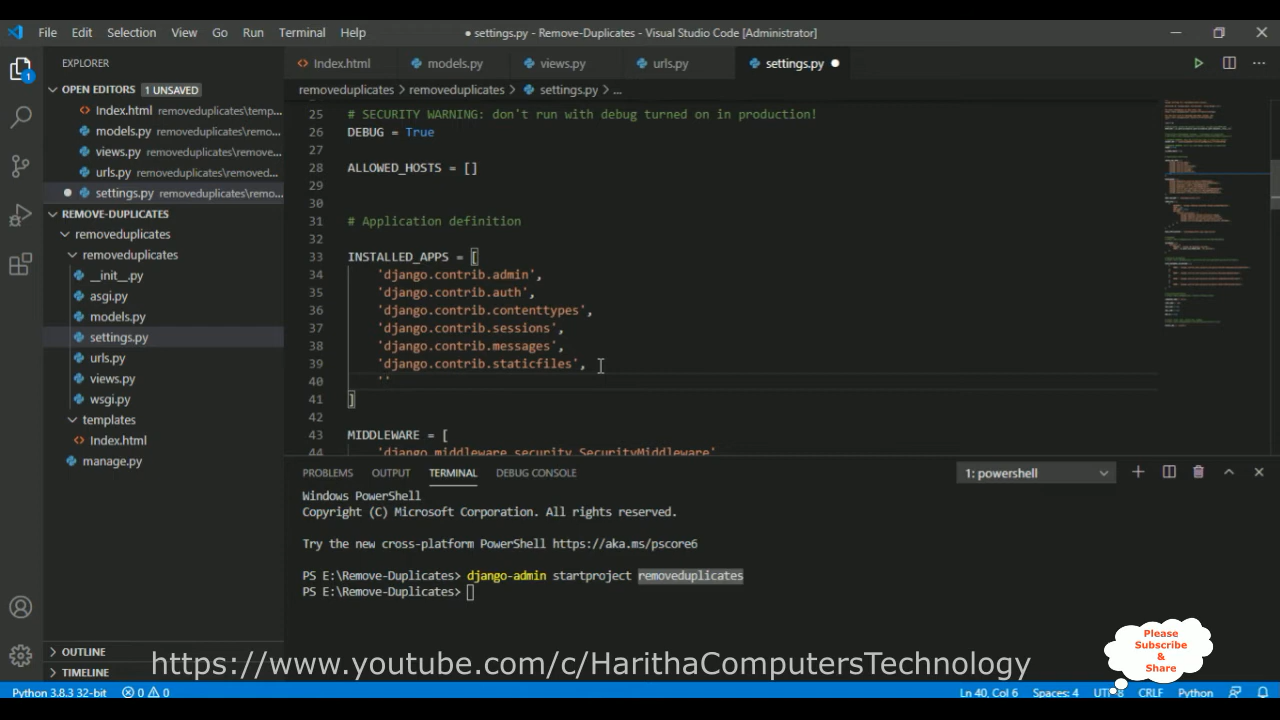 File Edit Selection View Go Run Terminal Help
● settings.py - Remove-Duplicates - Visual Studio Code [Administrator]
EXPLORER
OPEN EDITORS 1 UNSAVED
Index.html removeduplicates\temp...
models.py removeduplicates\remo...
views.py removeduplicates\remove...
urls.py removeduplicates\removed...
● settings.py removeduplicates\remo...
REMOVE-DUPLICATES
removeduplicates
removeduplicates
__init__.py
asgi.py
models.py
settings.py
urls.py
views.py
wsgi.py
templates
Index.html
manage.py
OUTLINE
TIMELINE
1
Index.html models.py views.py urls.py settings.py ●
removeduplicates > removeduplicates > settings.py > ...
25 # SECURITY WARNING: don't run with debug turned on in production!
26 DEBUG = True
27
28 ALLOWED_HOSTS = []
29
30
31 # Application definition
32
33 INSTALLED_APPS = [
34 'django.contrib.admin',
35 'django.contrib.auth',
36 'django.contrib.contenttypes',
37 'django.contrib.sessions',
38 'django.contrib.messages',
39 'django.contrib.staticfiles',
40 ''
41 ]
42
43 MIDDLEWARE = [
44 'django.middleware.security.SecurityMiddleware'
PROBLEMS OUTPUT TERMINAL DEBUG CONSOLE 1: powershell
Windows PowerShell
Copyright (C) Microsoft Corporation. All rights reserved.
Try the new cross-platform PowerShell https://aka.ms/pscore6
PS E:\Remove-Duplicates> django-admin startproject removeduplicates
PS E:\Remove-Duplicates>
Please
Subscribe
&
Share
https://www.youtube.com/c/HarithaComputersTechnology
Python 3.8.3 32-bit 0 0 Ln 40, Col 6 Spaces: 4 UTF-8 CRLF Python